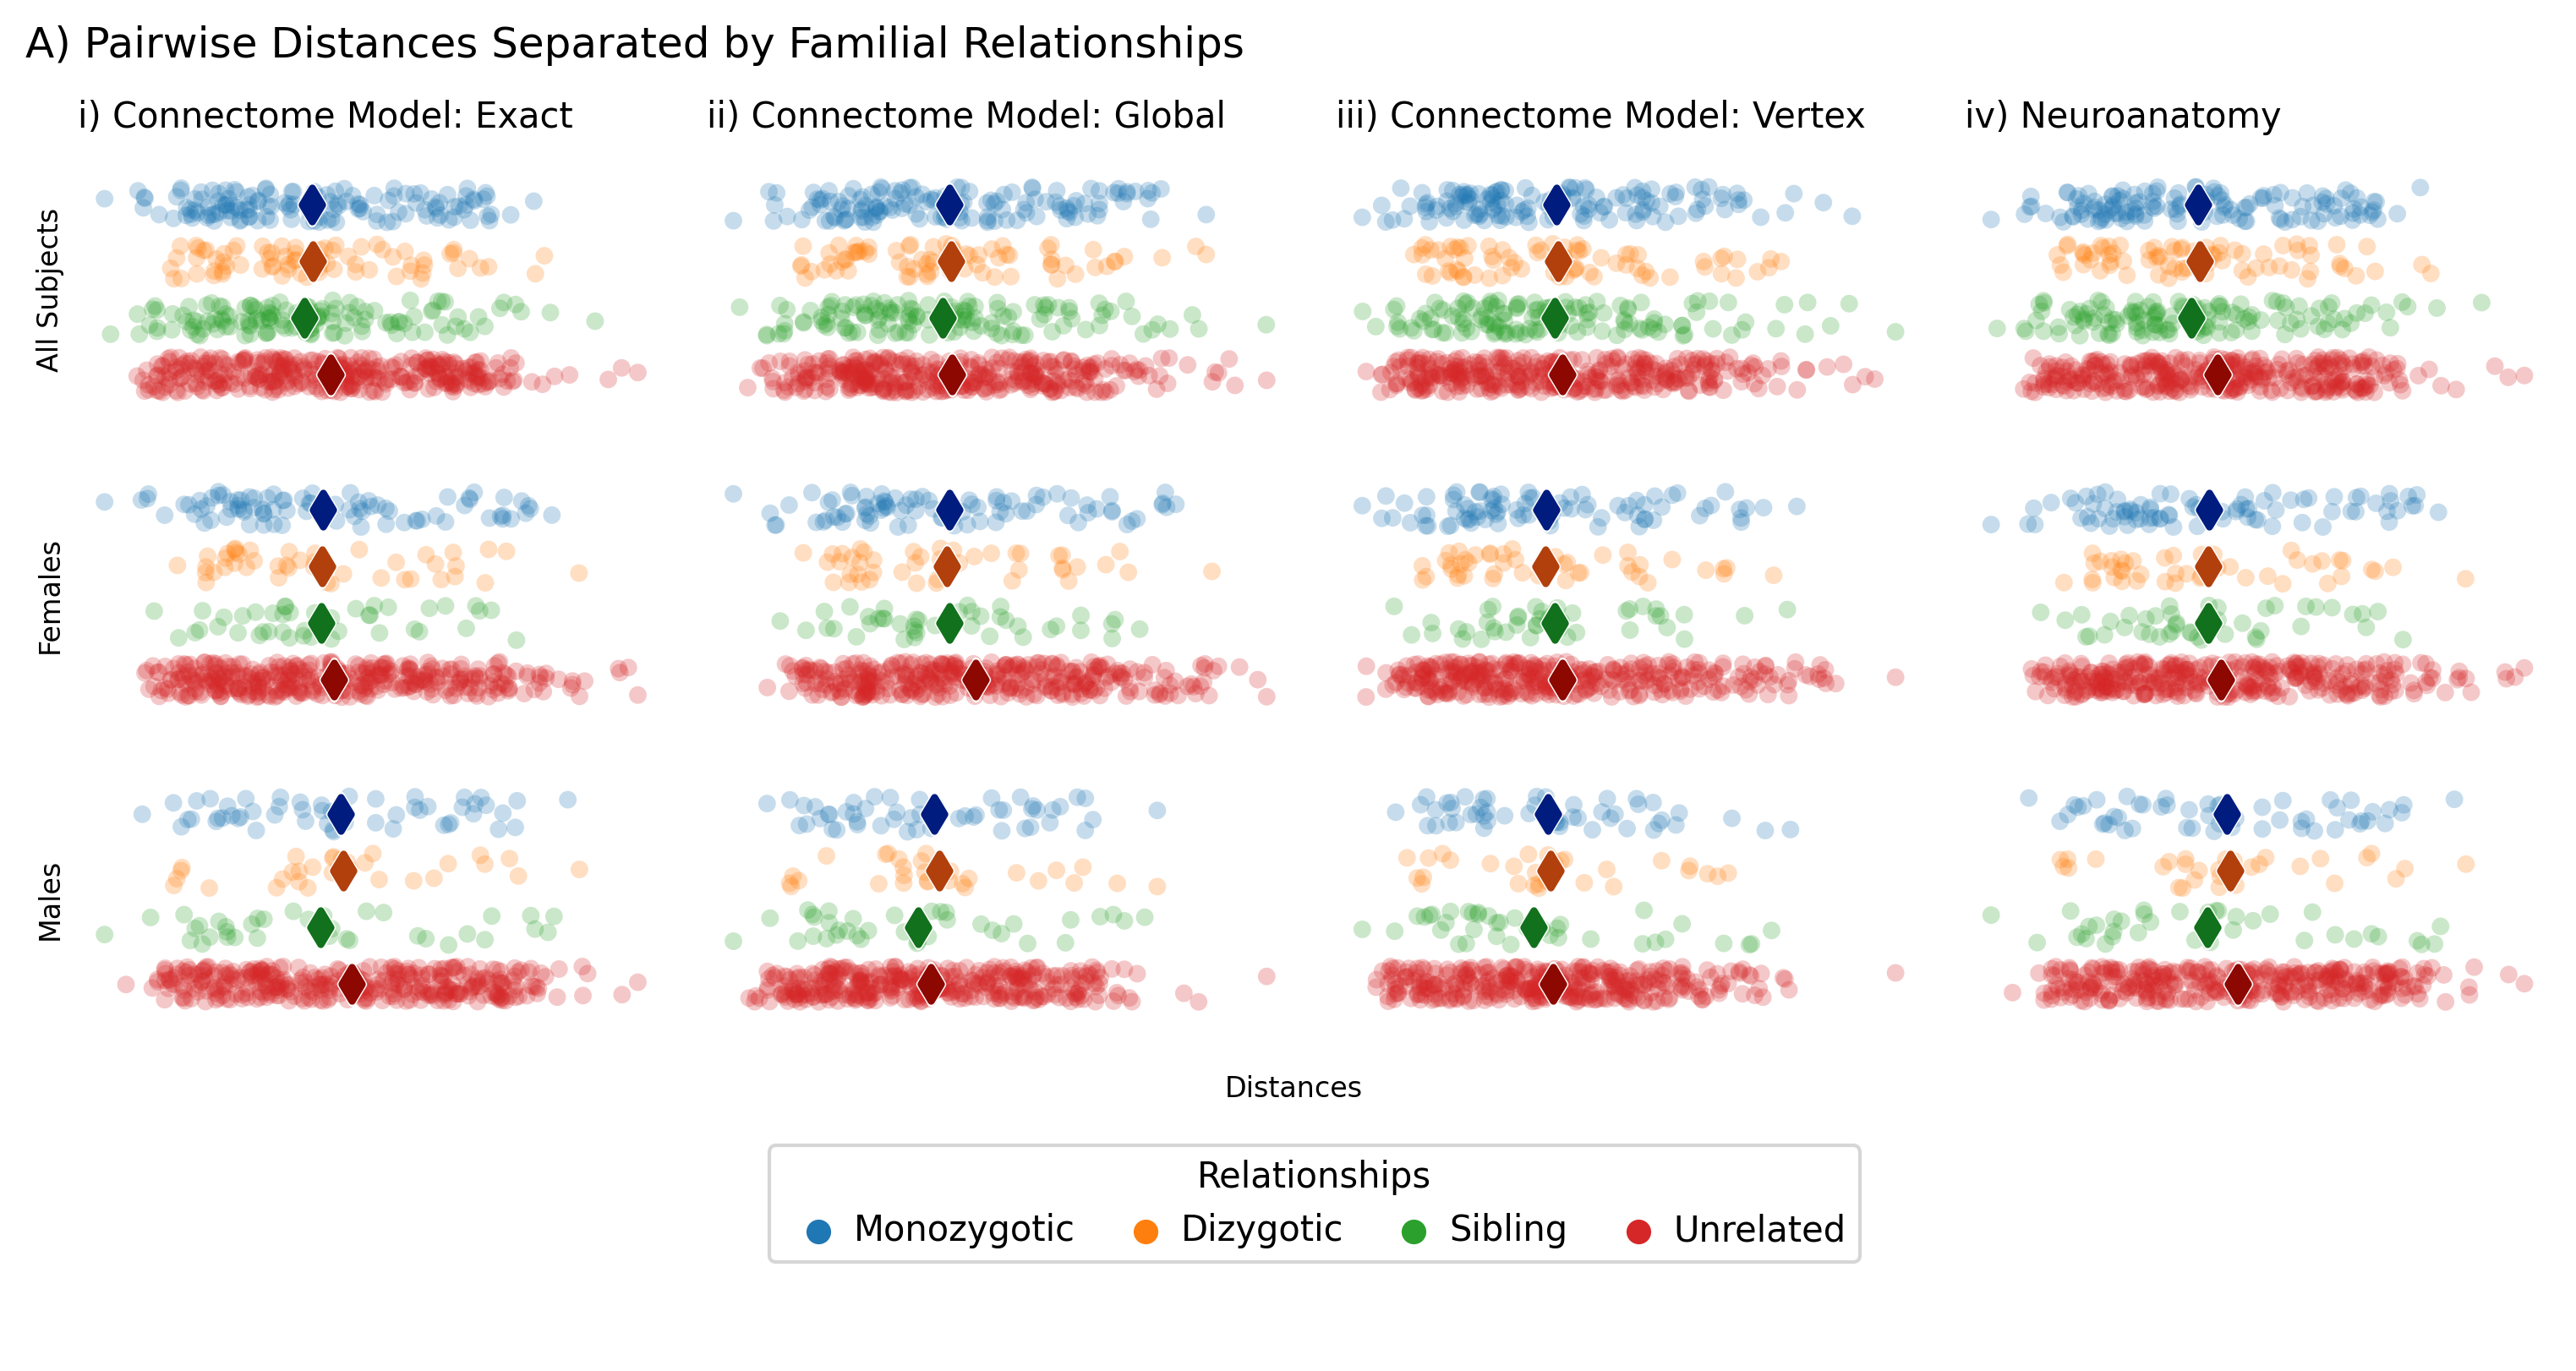 A) Pairwise Distances Separated by Familial Relationships
i) Connectome Model: Exact
ii) Connectome Model: Global
iii) Connectome Model: Vertex
iv) Neuroanatomy
All Subjects
Females
Males
Distances
Relationships
Monozygotic
Dizygotic
Sibling
Unrelated